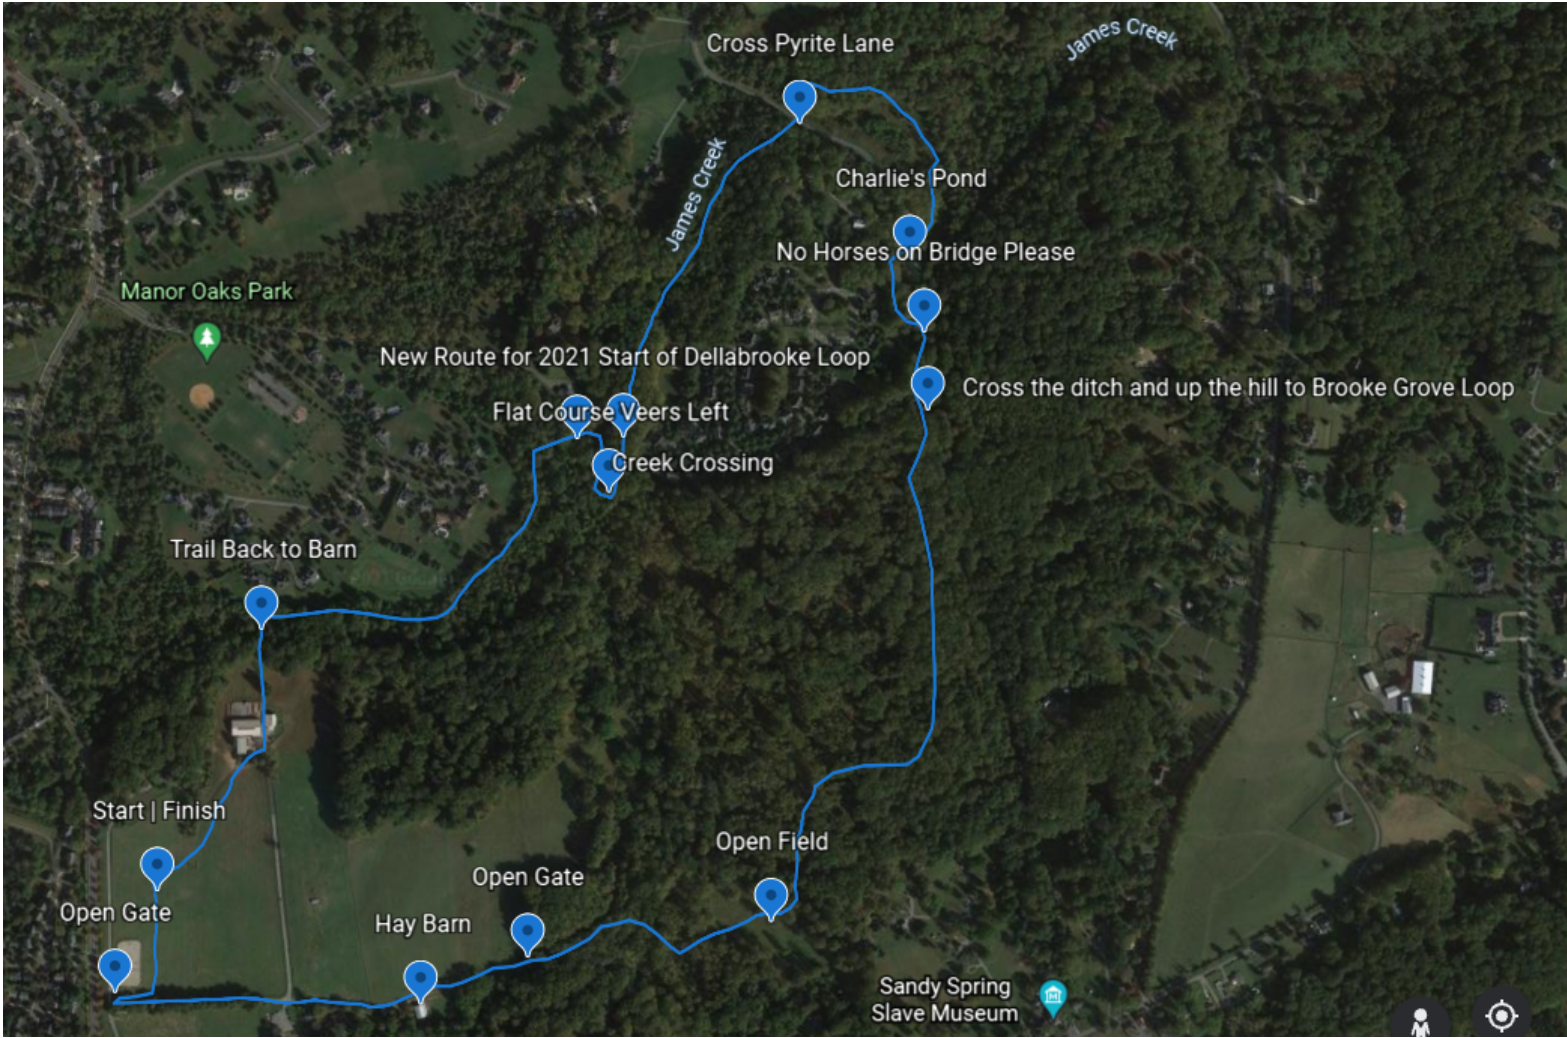 Cross Pyrite Lane
James Creek
James Creek
Charlie's Pond
No Horses on Bridge Please
Manor Oaks Park
New Route for 2021 Start of Dellabrooke Loop
Cross the ditch and up the hill to Brooke Grove Loop
Flat Course Veers Left
Creek Crossing
Trail Back to Barn
Start | Finish
Open Field
Open Gate
Open Gate
Hay Barn
Sandy Spring
Slave Museum